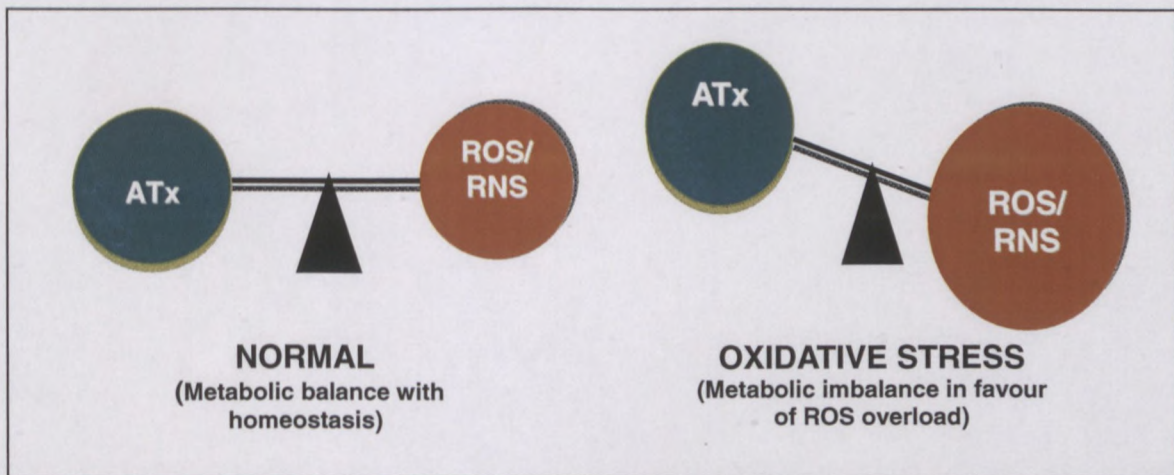 ATx
ROS/
RNS
NORMAL
(Metabolic balance with
homeostasis)
ATx
ROS/
RNS
OXIDATIVE STRESS
(Metabolic imbalance in favour
of ROS overload)